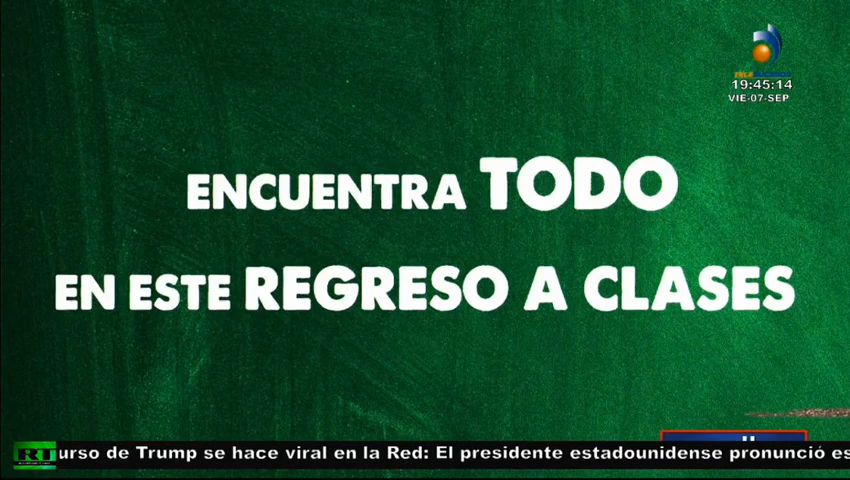 19:45:14
VIE-07-SEP
ENCUENTRA TODO
EN ESTE REGRESO A CLASES
RT urso de Trump se hace viral en la Red: El presidente estadounidense pronunció es